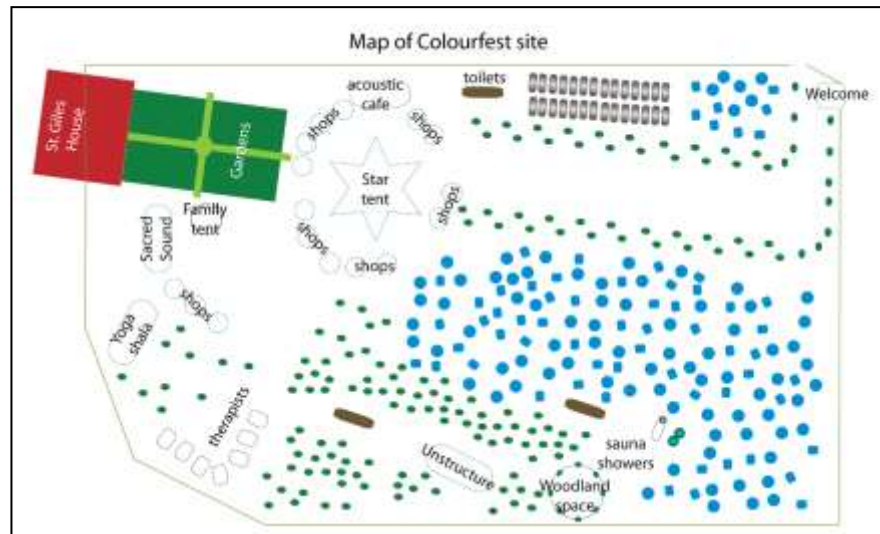 Map of Colourfest site
toilets
acoustic
cafe
Welcome
shops
shops
St. Giles
House
Gardens
Star
tent
shops
Family
tent
Sacred
Sound
shops
shops
shops
Yoga
shala
therapists
Unstructure
sauna
showers
Woodland
space